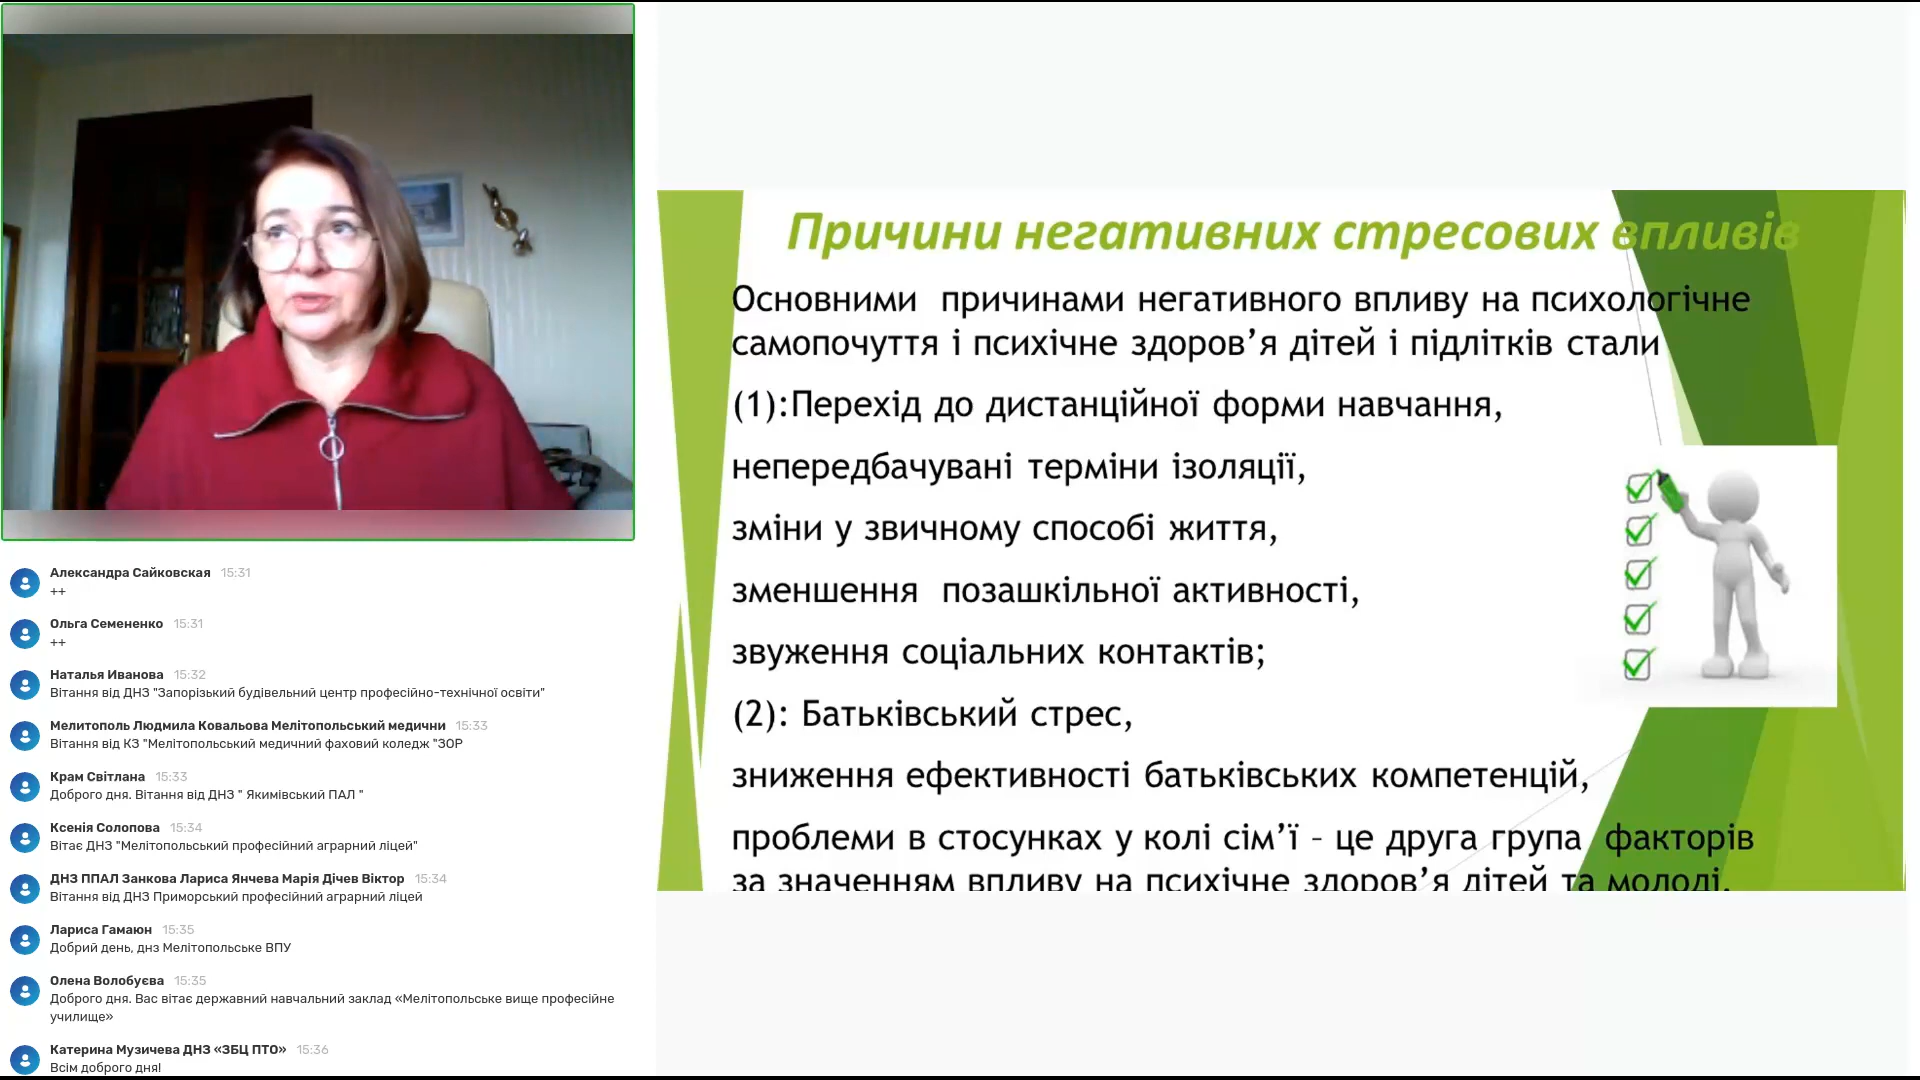 Александра Сайковская 15:31
++
Ольга Семененко 15:31
++
Наталья Иванова 15:32
Вітання від ДНЗ "Запорізький будівельний центр професійно-технічної освіти"
Мелитополь Людмила Ковальова Мелітопольський медични 15:33
Вітання від КЗ "Мелітопольський медичний фаховий коледж "ЗОР
Крам Світлана 15:33
Доброго дня. Вітання від ДНЗ " Якимівський ПАЛ "
Ксенія Солопова 15:34
Вітає ДНЗ "Мелітопольський професійний аграрний ліцей"
ДНЗ ППАЛ Занкова Лариса Янчева Марія Дічев Віктор 15:34
Вітання від ДНЗ Приморський професійний аграрний ліцей
Лариса Гамаюн 15:35
Добрий день, днз Мелітопольське ВПУ
Олена Волобуєва 15:35
Доброго дня. Вас вітає державний навчальний заклад «Мелітопольське вище професійне
училище»
Катерина Музичева ДНЗ «ЗБЦ ПТО» 15:36
Всім доброго дня!
Причини негативних стресових впливів
Основними причинами негативного впливу на психологічне
самопочуття і психічне здоров’я дітей і підлітків стали
(1):Перехід до дистанційної форми навчання,
непередбачувані терміни ізоляції,
зміни у звичному способі життя,
зменшення позашкільної активності,
звуження соціальних контактів;
(2): Батьківський стрес,
зниження ефективності батьківських компетенцій,
проблеми в стосунках у колі сім’ї – це друга група факторів
за значенням впливу на психічне здоров’я дітей та молоді.